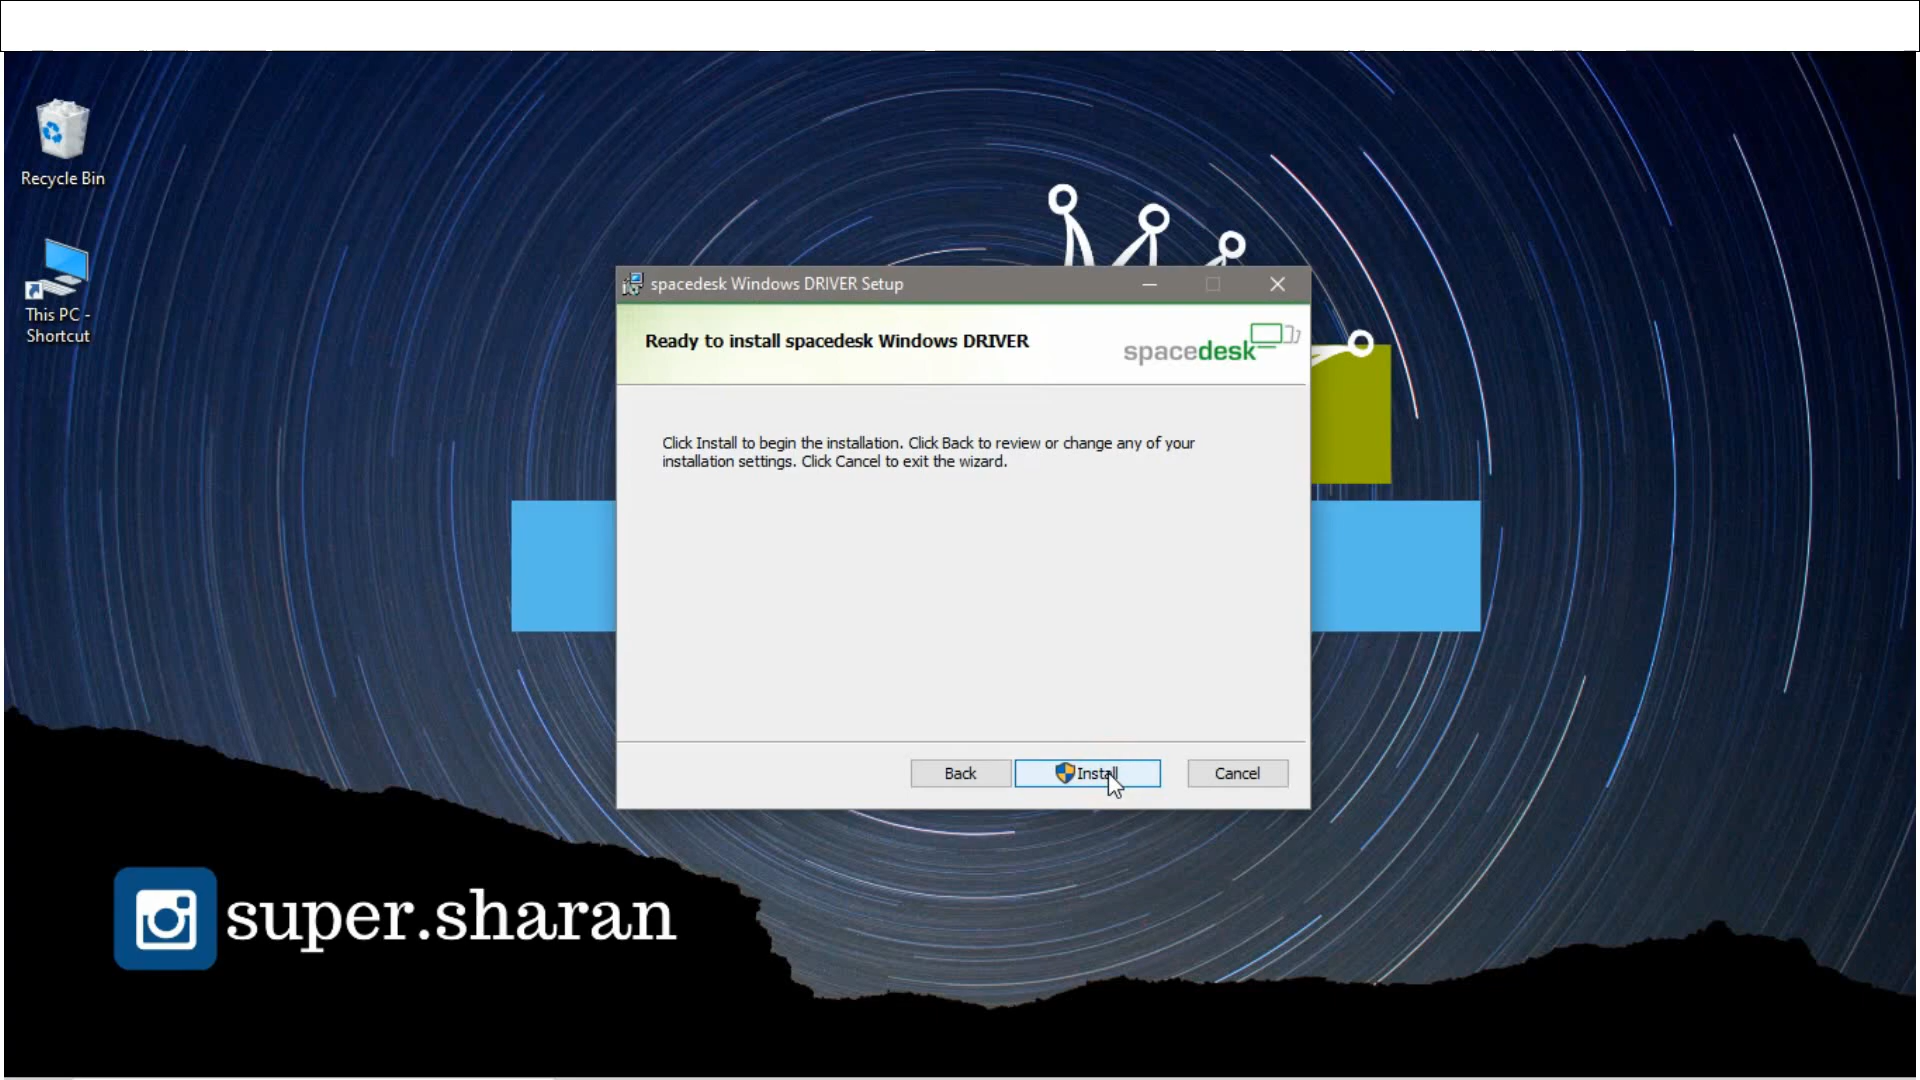 Recycle Bin
This PC -
Shortcut
spacedesk Windows DRIVER Setup
Ready to install spacedesk Windows DRIVER
spacedesk
Click Install to begin the installation. Click Back to review or change any of your
installation settings. Click Cancel to exit the wizard.
Back
Install
Cancel
super.sharan